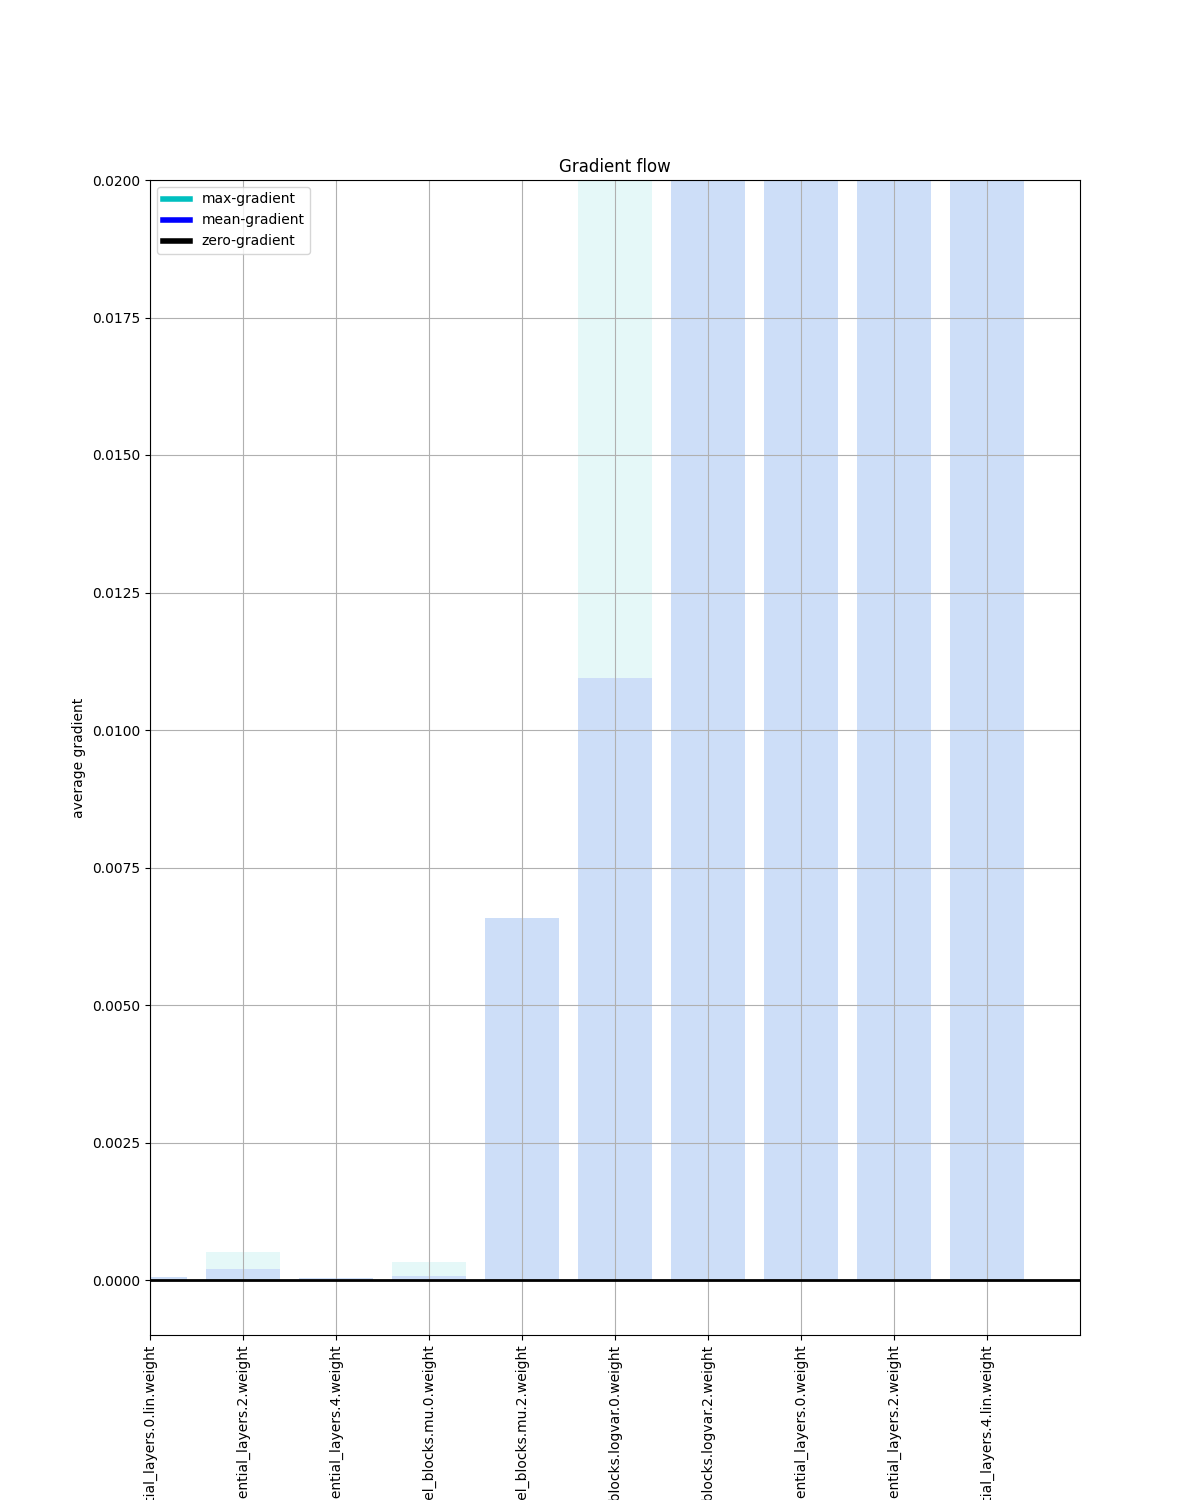 Gradient flow
max-gradient
mean-gradient
zero-gradient
0.0200
0.0175
0.0150
0.0125
0.0100
0.0075
0.0050
0.0025
0.0000
average gradient
tial_layers.0.lin.weight
ential_layers.2.weight
ential_layers.4.weight
el_blocks.mu.0.weight
el_blocks.mu.2.weight
blocks.logvar.0.weight
blocks.logvar.2.weight
ential_layers.0.weight
ential_layers.2.weight
tial_layers.4.lin.weight